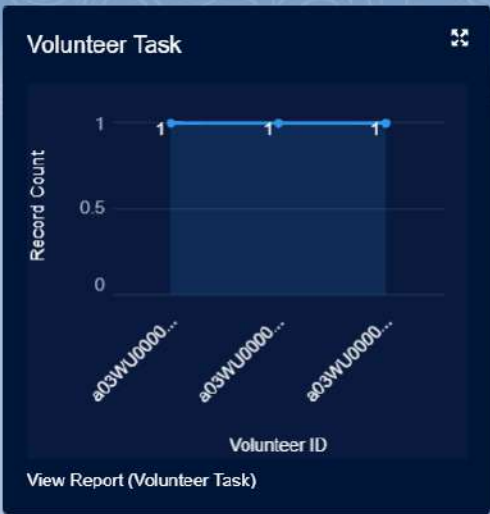 Volunteer Task
1
0.5
0
Record Count
1 1 1
a03WU0000... a03WU0000... a03WU0000...
Volunteer ID
View Report (Volunteer Task)